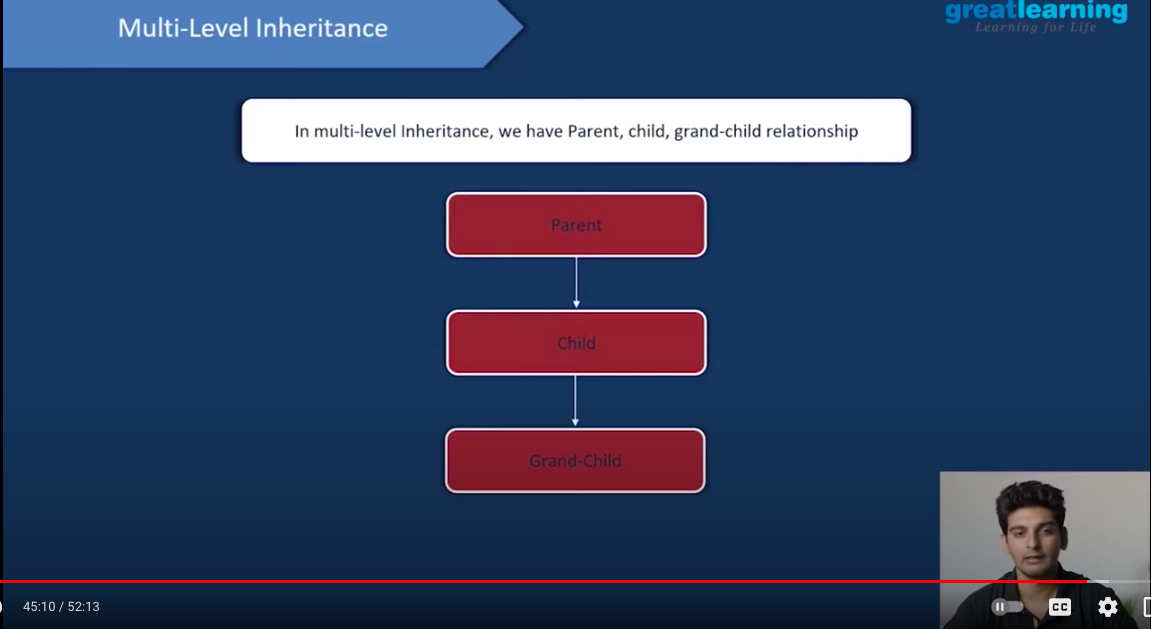 Multi-Level Inheritance
greatlearning
Learning for Life
In multi-level Inheritance, we have Parent, child, grand-child relationship
Parent
Child
Grand-Child
45:10 / 52:13
CC